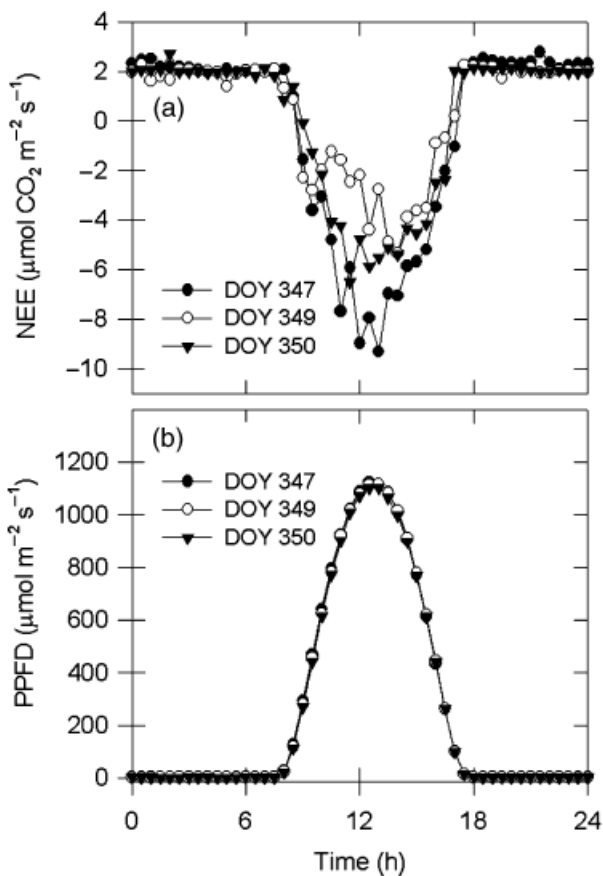 4
2
0
−2
−4
−6
−8
−10
NEE (μmol CO₂ m⁻² s⁻¹)
(a)
DOY 347
DOY 349
DOY 350
(b)
1200
1000
800
600
400
200
0
PPFD (μmol m⁻² s⁻¹)
DOY 347
DOY 349
DOY 350
0 6 12 18 24
Time (h)